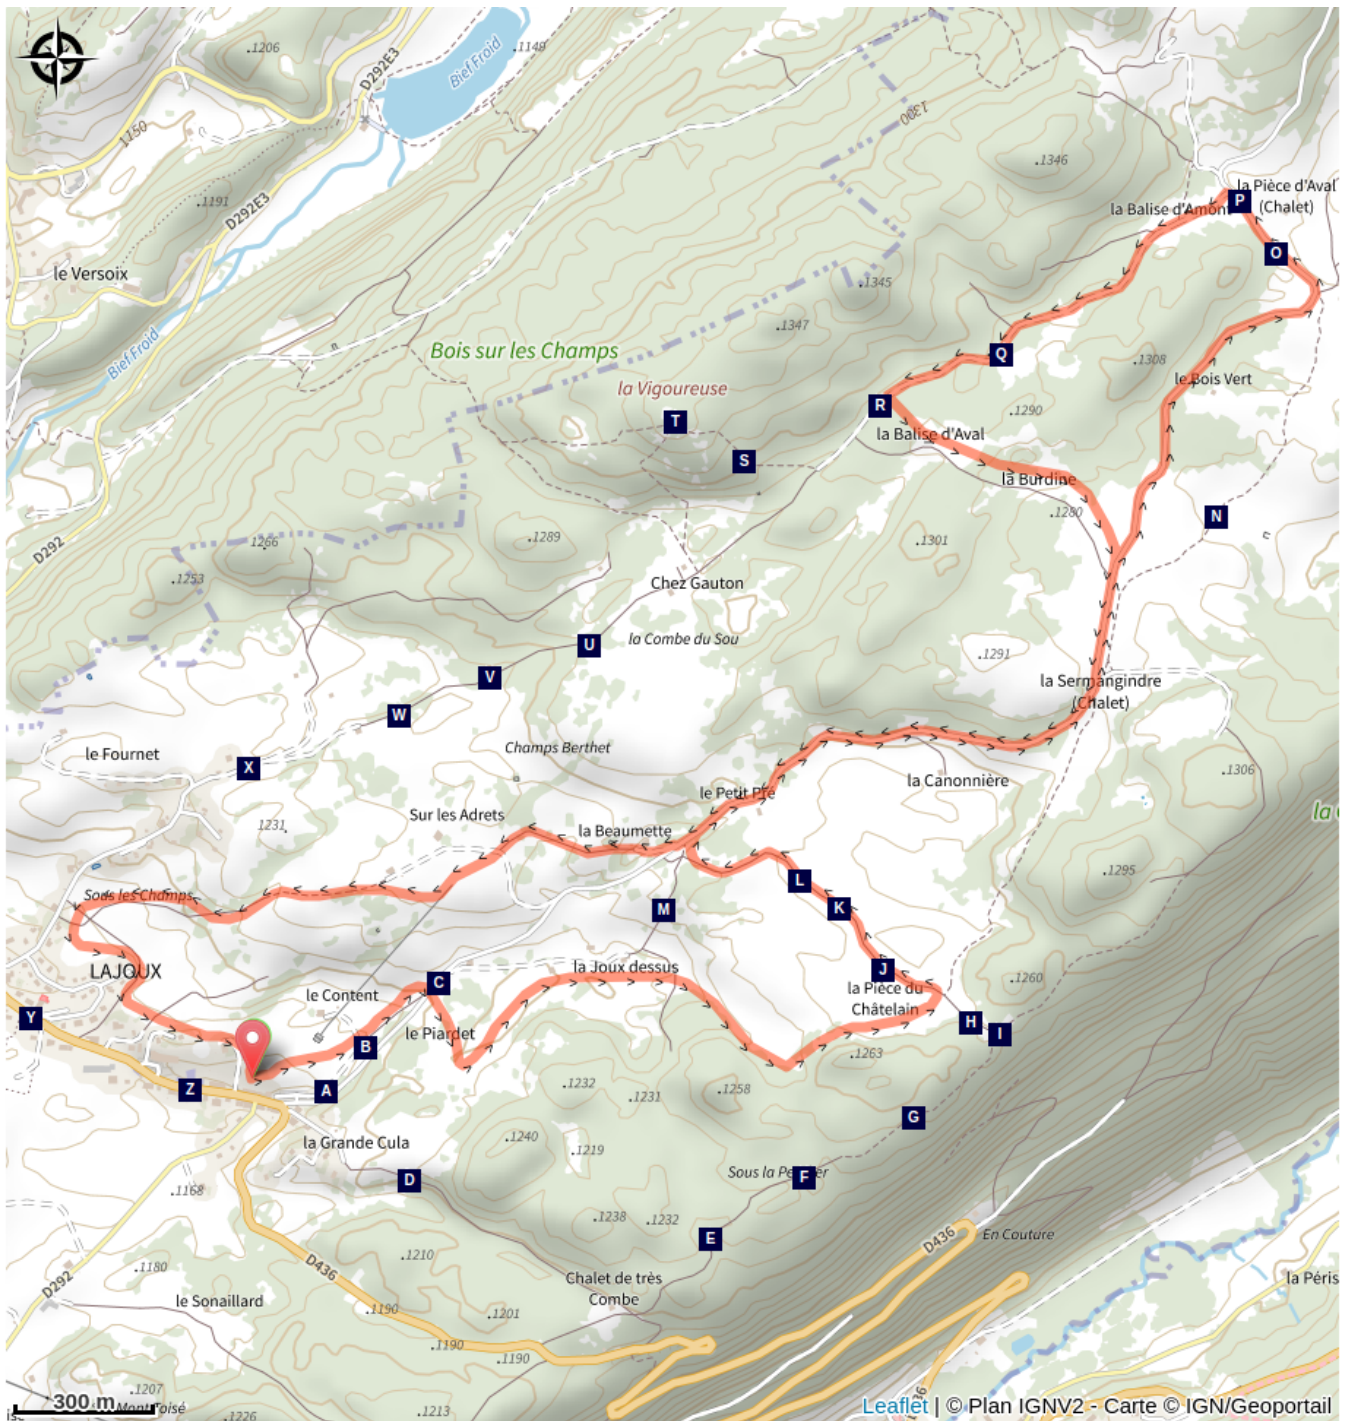 .1206
D292E3
Bief Froid
.1149
1150
1300
.1346
.1191
D292E3
la Pièce d'Aval
(Chalet)
P
la Balise d'Amont
O
le Versoix
.1345
Bief Froid
.1347
Bois sur les Champs
Q
.1308
le Bois Vert
la Vigoureuse
R
.1290
T
la Balise d'Aval
S
la Burdine
.1280
N
D292
.1266
.1289
.1301
.1253
Chez Gauton
la Combe du Sou
U
.1291
V
la Sermangindre
(Chalet)
W
le Fournet
Champs Berthet
X
la Canonnière
.1306
le Petit Pré
Sur les Adrets
1231
la Beaumette
.1295
Sous les Champs
L
M
K
LAJOUX
la Joux dessus
J
.1260
C
le Content
la Pièce du
Châtelain
Y
H
I
le Piardet
B
.1263
Z
A
.1232
.1231
.1258
G
la Grande Cula
.1240
.1219
D
F
.1168
.1238
.1232
E
D436
En Couture
.1210
D436
.1180
Chalet de très
Combe
la Péris
D292
le Sonaillard
.1190
.1201
.1190
.1190
.1207
300 m
.1226
.1213
Leaflet | © Plan IGNV2 - Carte © IGN/Geoportail